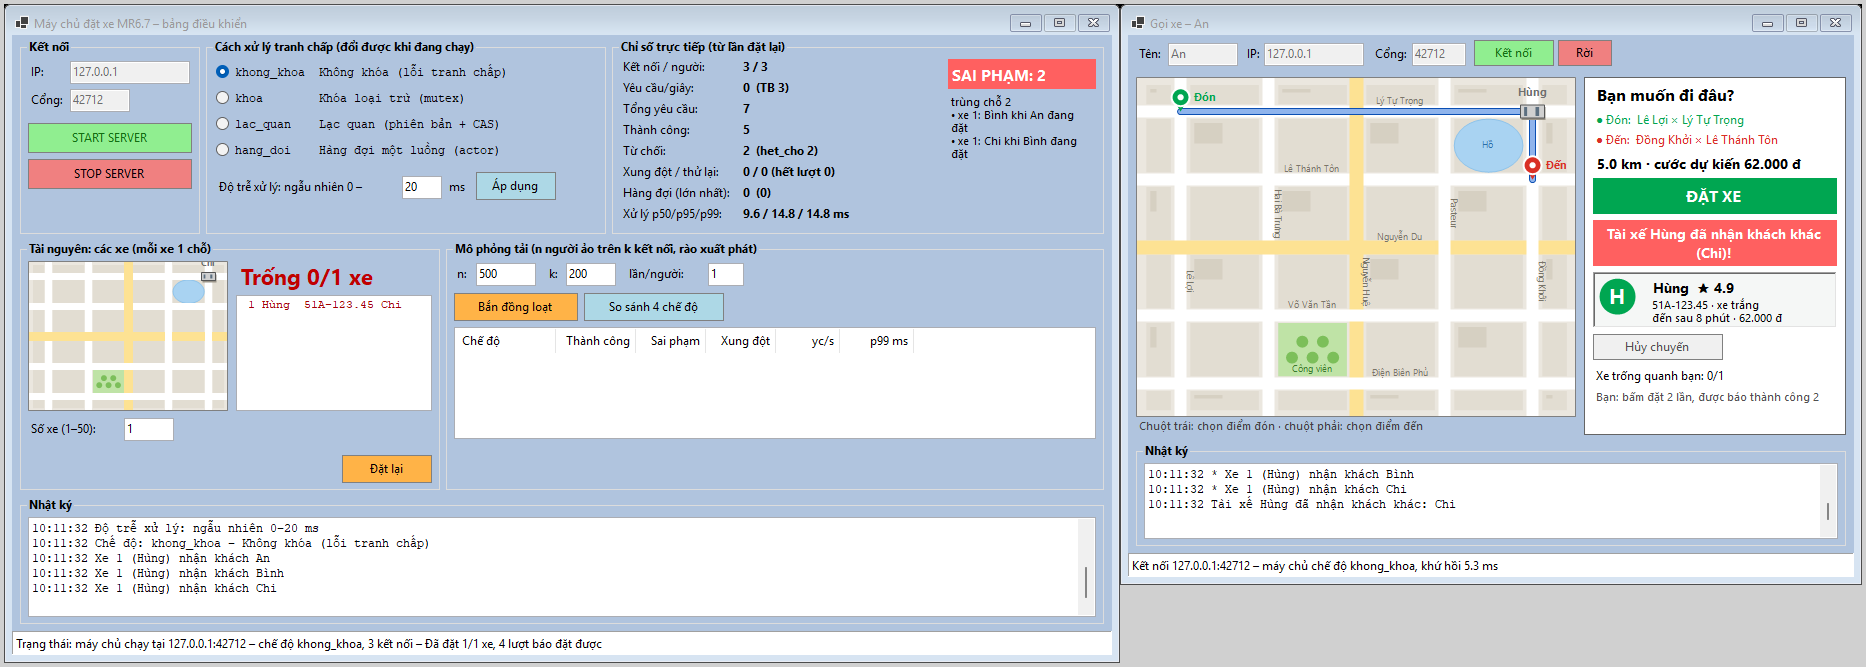 Máy chủ đặt xe MR6.7 – bảng điều khiển
Kết nối
IP: 127.0.0.1
Cổng: 42712
START SERVER
STOP SERVER
Cách xử lý tranh chấp (đổi được khi đang chạy)
khong_khoa Không khóa (lỗi tranh chấp)
khoa Khóa loại trừ (mutex)
lac_quan Lạc quan (phiên bản + CAS)
hang_doi Hàng đợi một luồng (actor)
Độ trễ xử lý: ngẫu nhiên 0 – 20 ms Áp dụng
Chỉ số trực tiếp (từ lần đặt lại)
Kết nối / người: 3 / 3
Yêu cầu/giây: 0 (TB 3)
Tổng yêu cầu: 7
Thành công: 5
Từ chối: 2 (het_cho 2)
Xung đột / thử lại: 0 / 0 (hết lượt 0)
Hàng đợi (lớn nhất): 0 (0)
Xử lý p50/p95/p99: 9.6 / 14.8 / 14.8 ms
SAI PHẠM: 2
trùng chỗ 2
• xe 1: Bình khi An đang
đặt
• xe 1: Chi khi Bình đang
đặt
Tài nguyên: các xe (mỗi xe 1 chỗ)
Trống 0/1 xe
1 Hùng 51A-123.45 Chi
Số xe (1–50): 1
Đặt lại
Mô phỏng tải (n người ảo trên k kết nối, rào xuất phát)
n: 500 k: 200 lần/người: 1
Bắn đồng loạt So sánh 4 chế độ
Chế độ Thành công Sai phạm Xung đột yc/s p99 ms
Nhật ký
10:11:32 Độ trễ xử lý: ngẫu nhiên 0–20 ms
10:11:32 Chế độ: khong_khoa – Không khóa (lỗi tranh chấp)
10:11:32 Xe 1 (Hùng) nhận khách An
10:11:32 Xe 1 (Hùng) nhận khách Bình
10:11:32 Xe 1 (Hùng) nhận khách Chi
Trạng thái: máy chủ chạy tại 127.0.0.1:42712 – chế độ khong_khoa, 3 kết nối – Đã đặt 1/1 xe, 4 lượt báo đặt được
Gọi xe – An
Tên: An IP: 127.0.0.1 Cổng: 42712 Kết nối Rời
Đón
Lý Tự Trọng
Hùng
Hồ
Đến
Lê Thánh Tôn
Hai Bà Trưng
Pasteur
Nguyễn Du
Lê Lợi
Nguyễn Huệ
Đồng Khởi
Võ Văn Tần
Công viên
Điện Biên Phủ
Chuột trái: chọn điểm đón · chuột phải: chọn điểm đến
Bạn muốn đi đâu?
● Đón: Lê Lợi × Lý Tự Trọng
● Đến: Đồng Khởi × Lê Thánh Tôn
5.0 km · cước dự kiến 62.000 đ
ĐẶT XE
Tài xế Hùng đã nhận khách khác
(Chi)!
H
Hùng ★ 4.9
51A-123.45 · xe trắng
đến sau 8 phút · 62.000 đ
Hủy chuyến
Xe trống quanh bạn: 0/1
Bạn: bấm đặt 2 lần, được báo thành công 2
Nhật ký
10:11:32 * Xe 1 (Hùng) nhận khách Bình
10:11:32 * Xe 1 (Hùng) nhận khách Chi
10:11:32 Tài xế Hùng đã nhận khách khác: Chi
Kết nối 127.0.0.1:42712 – máy chủ chế độ khong_khoa, khứ hồi 5.3 ms